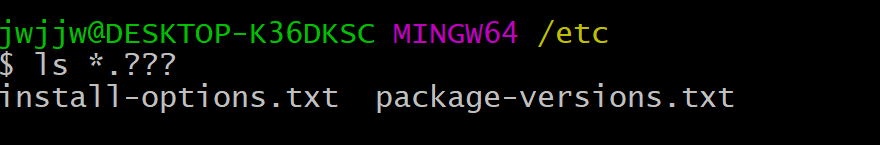 jwjjw@DESKTOP-K36DKSC MINGW64 /etc
$ ls *.???
install-options.txt  package-versions.txt